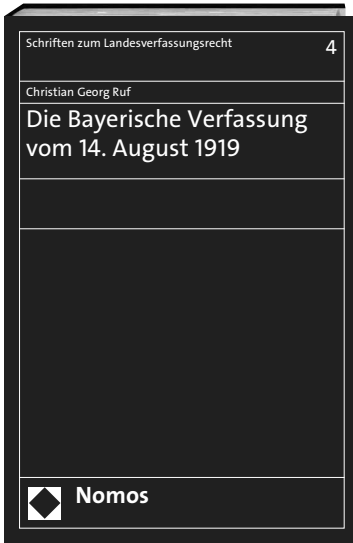 Schriften zum Landesverfassungsrecht 4
Christian Georg Ruf
Die Bayerische Verfassung
vom 14. August 1919
Nomos